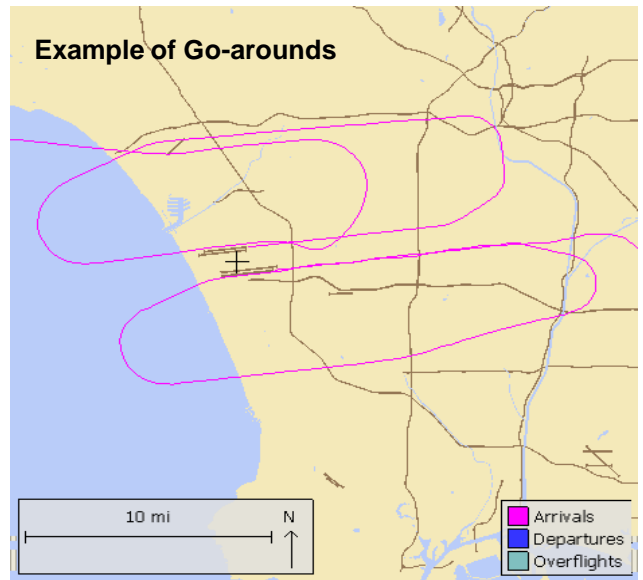 Example of Go-arounds
10 mi
N
Arrivals
Departures
Overflights